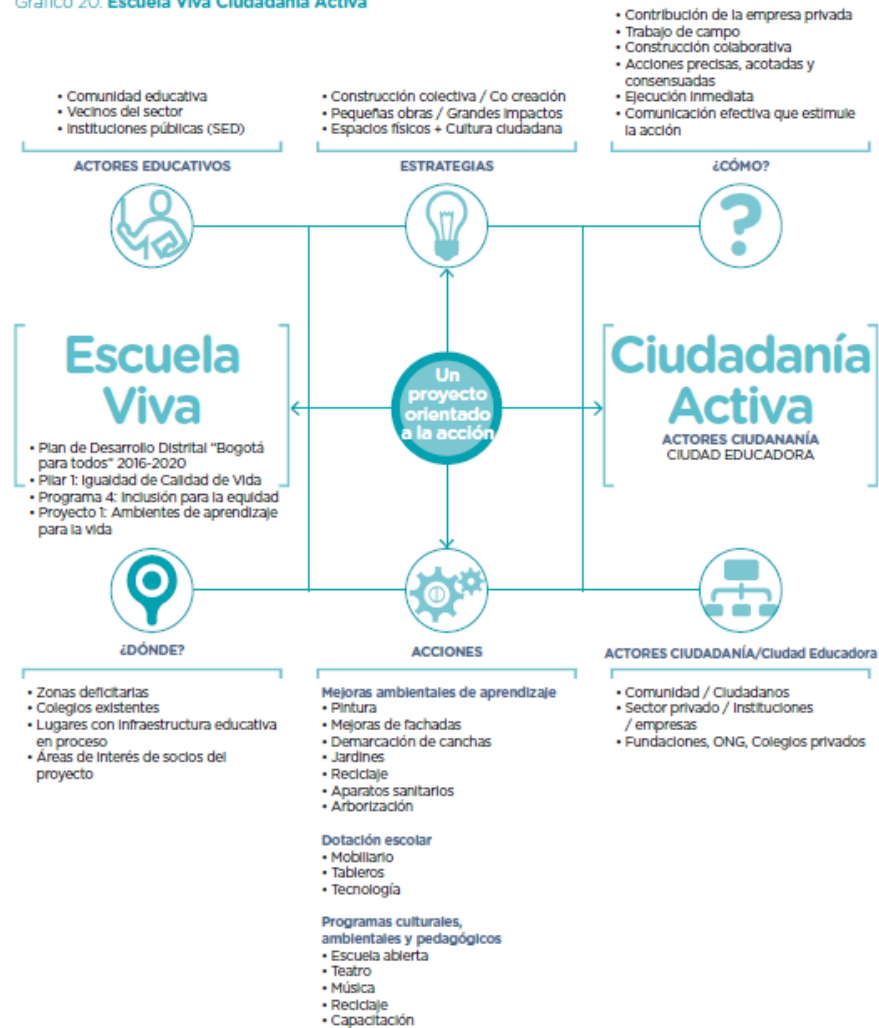 Gráfico 20. Escuela Viva Ciudadanía Activa
• Comunidad educativa
• Vecinos del sector
• Instituciones públicas (SED)
ACTORES EDUCATIVOS
• Construcción colectiva / Co creación
• Pequeñas obras / Grandes impactos
• Espacios físicos + Cultura ciudadana
ESTRATEGIAS
• Contribución de la empresa privada
• Trabajo de campo
• Construcción colaborativa
• Acciones precisas, acotadas y
consensuadas
• Ejecución inmediata
• Comunicación efectiva que estimule
la acción
¿CÓMO?
?
Escuela
Viva
• Plan de Desarrollo Distrital "Bogotá
para todos" 2016-2020
• Pilar 1: Igualdad de Calidad de Vida
• Programa 4: Inclusión para la equidad
• Proyecto 1: Ambientes de aprendizaje
para la vida
Un
proyecto
orientado
a la acción
Ciudadanía
Activa
ACTORES CIUDANANÍA
CIUDAD EDUCADORA
¿DÓNDE?
• Zonas deficitarias
• Colegios existentes
• Lugares con infraestructura educativa
en proceso
• Áreas de interés de socios del
proyecto
ACCIONES
Mejoras ambientales de aprendizaje
• Pintura
• Mejoras de fachadas
• Demarcación de canchas
• Jardines
• Reciclaje
• Aparatos sanitarios
• Arborización
Dotación escolar
• Mobiliario
• Tableros
• Tecnología
Programas culturales,
ambientales y pedagógicos
• Escuela abierta
• Teatro
• Música
• Reciclaje
• Capacitación
ACTORES CIUDADANÍA/Ciudad Educadora
• Comunidad / Ciudadanos
• Sector privado / Instituciones
/ empresas
• Fundaciones, ONG, Colegios privados